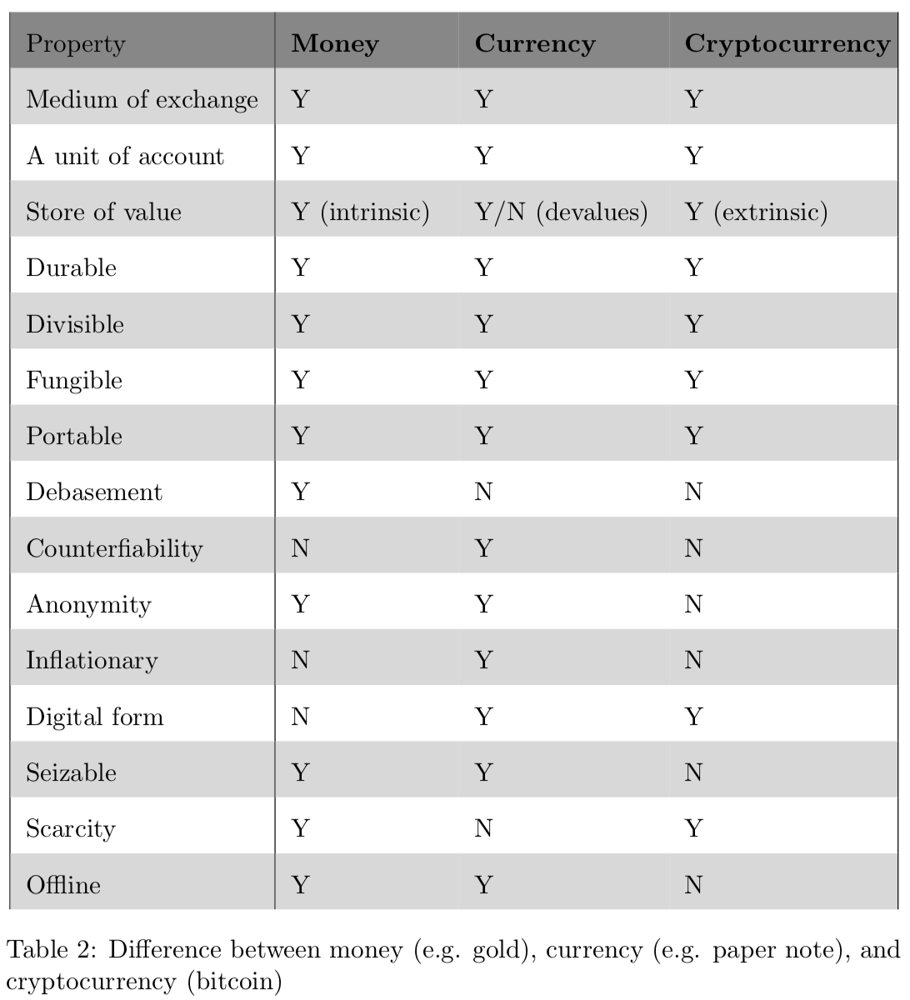 Property Money Currency Cryptocurrency
Medium of exchange Y Y Y
A unit of account Y Y Y
Store of value Y (intrinsic) Y/N (devalues) Y (extrinsic)
Durable Y Y Y
Divisible Y Y Y
Fungible Y Y Y
Portable Y Y Y
Debasement Y N N
Counterfiability N Y N
Anonymity Y Y N
Inflationary N Y N
Digital form N Y Y
Seizable Y Y N
Scarcity Y N Y
Offline Y Y N
Table 2: Difference between money (e.g. gold), currency (e.g. paper note), and
cryptocurrency (bitcoin)